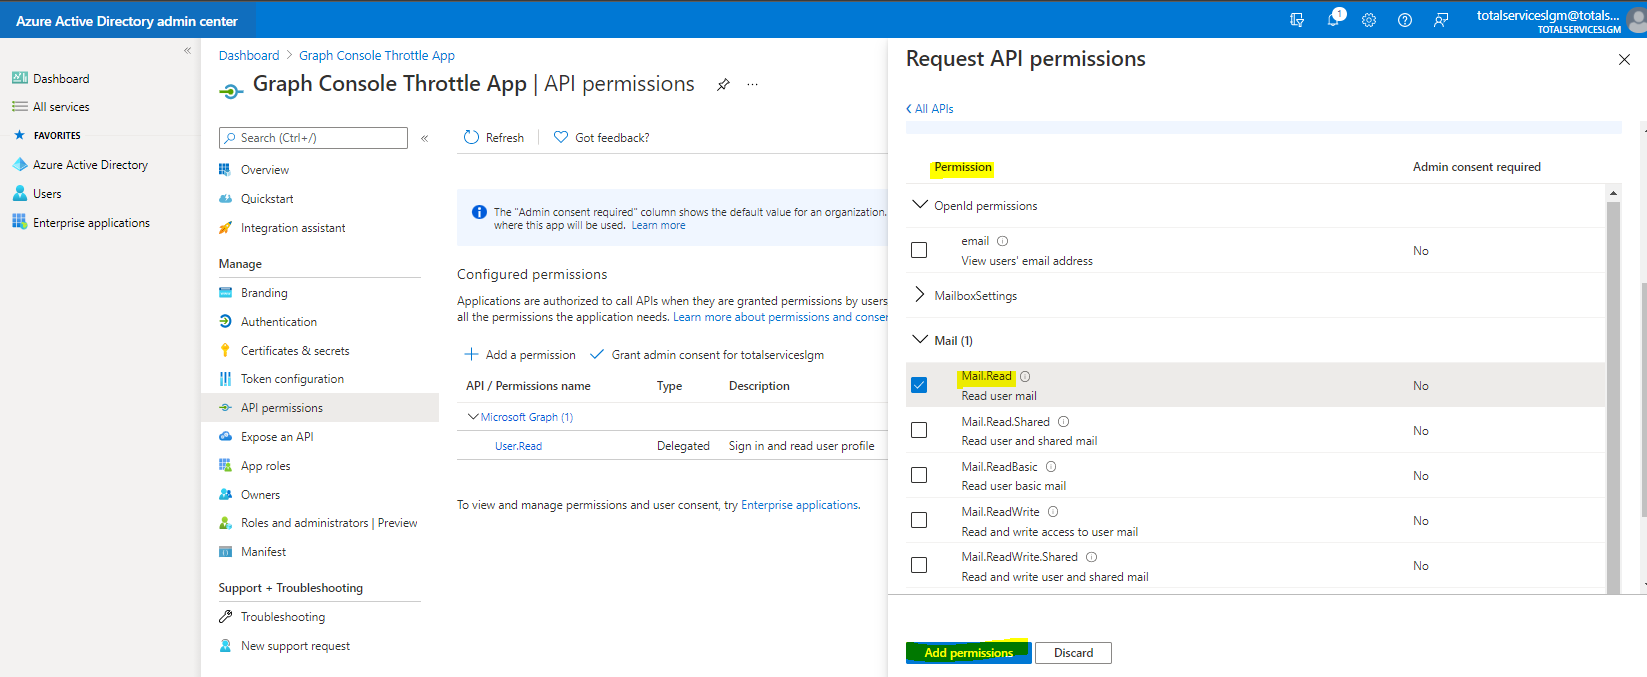 Azure Active Directory admin center
1
totalserviceslgm@totals...
TOTALSERVICESLGM
«
Dashboard
All services
FAVORITES
Azure Active Directory
Users
Enterprise applications
Dashboard > Graph Console Throttle App
Graph Console Throttle App | API permissions
...
Search (Ctrl+/)
«
Overview
Quickstart
Integration assistant
Manage
Branding
Authentication
Certificates & secrets
Token configuration
API permissions
Expose an API
App roles
Owners
Roles and administrators | Preview
Manifest
Support + Troubleshooting
Troubleshooting
New support request
Refresh
Got feedback?
The "Admin consent required" column shows the default value for an organization.
where this app will be used. Learn more
Configured permissions
Applications are authorized to call APIs when they are granted permissions by users
all the permissions the application needs. Learn more about permissions and conser
Add a permission
Grant admin consent for totalserviceslgm
API / Permissions name Type Description
Microsoft Graph (1)
User.Read Delegated Sign in and read user profile
To view and manage permissions and user consent, try Enterprise applications.
Request API permissions
All APIs
Permission Admin consent required
OpenId permissions
email
View users' email address
No
MailboxSettings
Mail (1)
Mail.Read
Read user mail
No
Mail.Read.Shared
Read user and shared mail
No
Mail.ReadBasic
Read user basic mail
No
Mail.ReadWrite
Read and write access to user mail
No
Mail.ReadWrite.Shared
Read and write user and shared mail
No
Add permissions
Discard